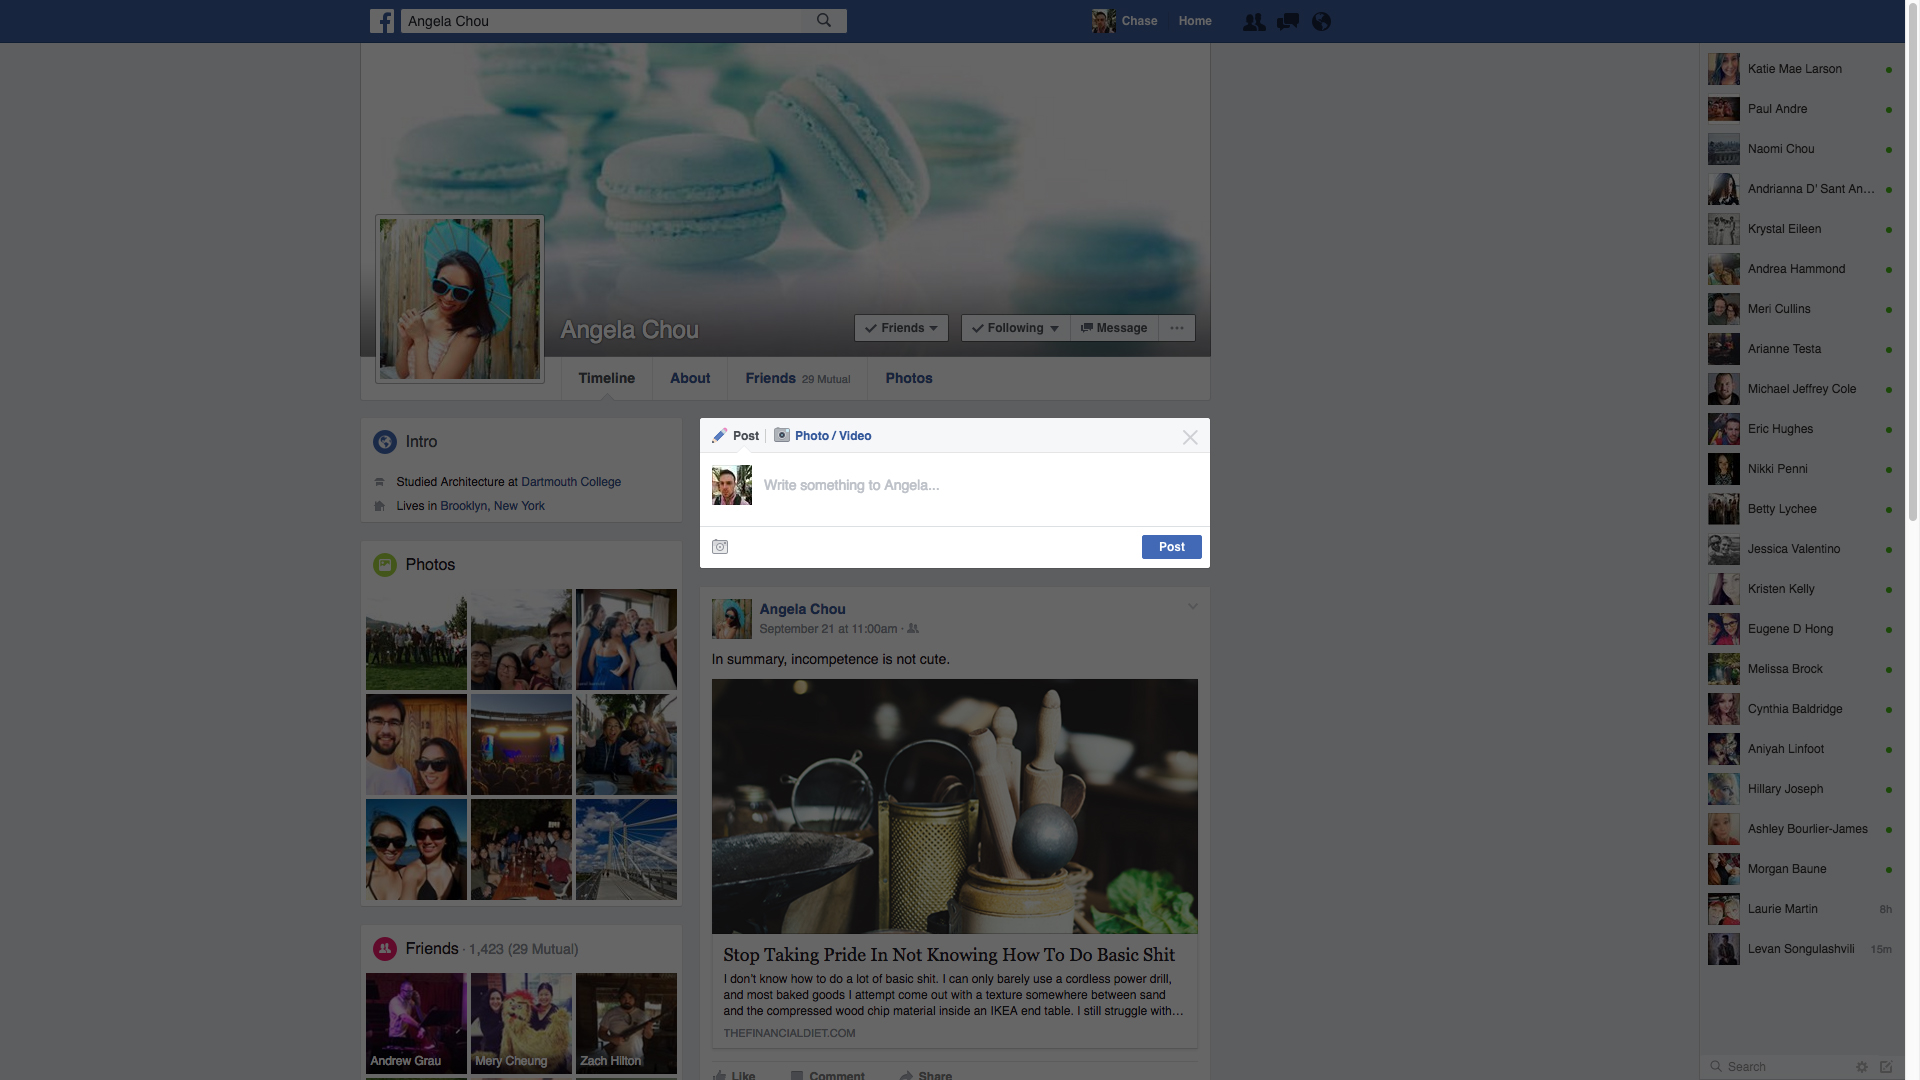 Angela Chou
Chase
Home
Angela Chou
Friends
Following
Message
Timeline
About
Friends 29 Mutual
Photos
Intro
Studied Architecture at Dartmouth College
Lives in Brooklyn, New York
Photos
Friends · 1,423 (29 Mutual)
Andrew Grau
Mery Cheung
Zach Hilton
Post
Photo / Video
Write something to Angela...
Post
Angela Chou
September 21 at 11:00am ·
In summary, incompetence is not cute.
Stop Taking Pride In Not Knowing How To Do Basic Shit
I don't know how to do a lot of basic shit. I can only barely use a cordless power drill,
and most baked goods I attempt come out with a texture somewhere between sand
and the compressed wood chip material inside an IKEA end table. I still struggle with…
THEFINANCIALDIET.COM
Like
Comment
Share
Katie Mae Larson
Paul Andre
Naomi Chou
Andrianna D' Sant An…
Krystal Eileen
Andrea Hammond
Meri Cullins
Arianne Testa
Michael Jeffrey Cole
Eric Hughes
Nikki Penni
Betty Lychee
Jessica Valentino
Kristen Kelly
Eugene D Hong
Melissa Brock
Cynthia Baldridge
Aniyah Linfoot
Hillary Joseph
Ashley Bourlier-James
Morgan Baune
Laurie Martin 8h
Levan Songulashvili 15m
Search